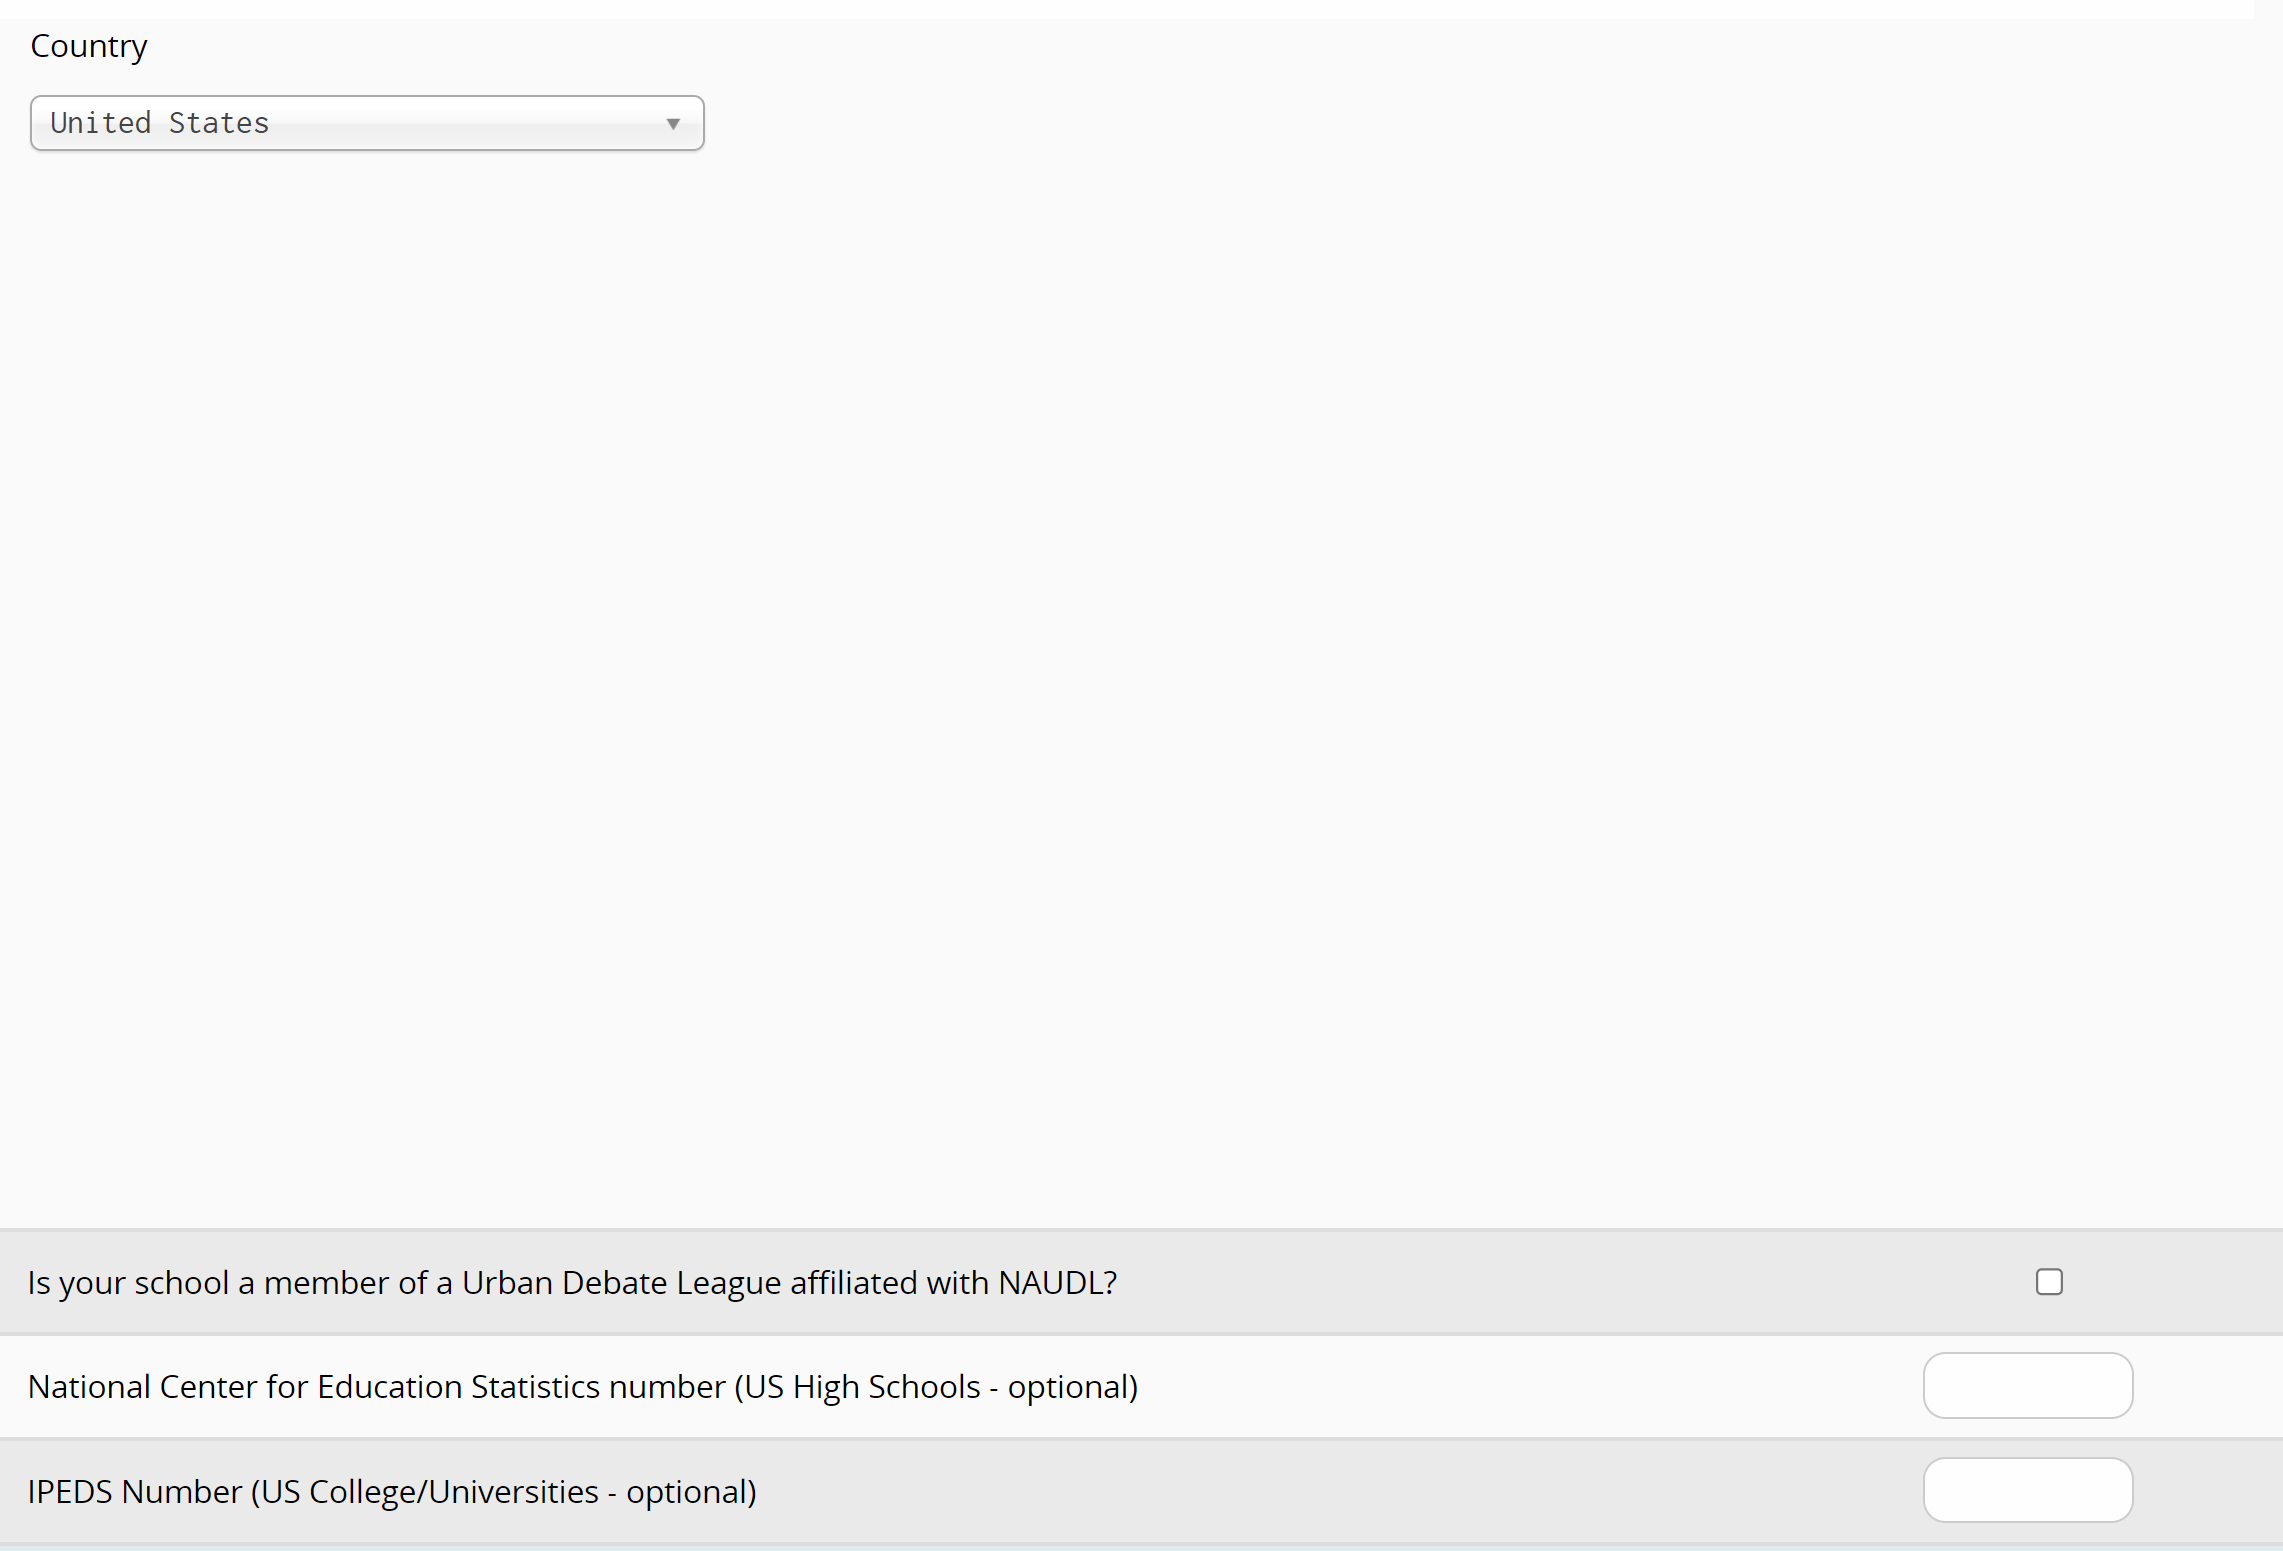 Country
United States
Is your school a member of a Urban Debate League affiliated with NAUDL?
National Center for Education Statistics number (US High Schools - optional)
IPEDS Number (US College/Universities - optional)